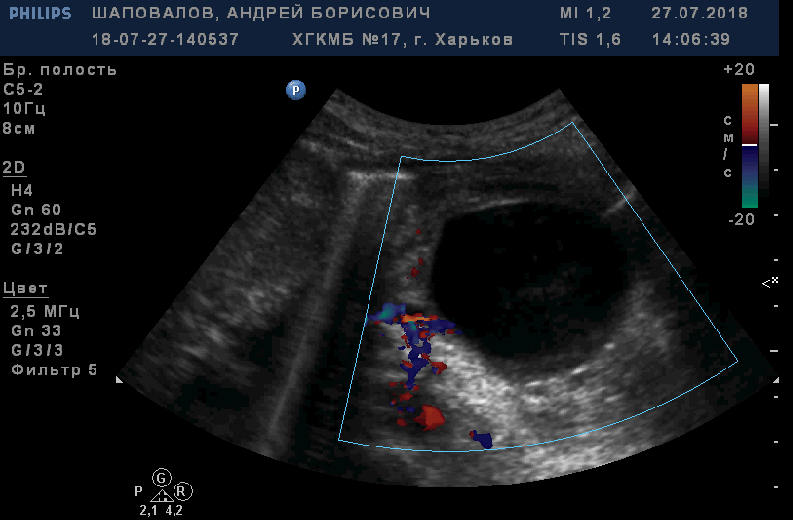 PHILIPS ШАПОВАЛОВ, АНДРЕЙ БОРИСОВИЧ MI 1,2 27.07.2018
18-07-27-140537 ХГКМБ №17, г. Харьков TIS 1,6 14:06:39
Бр. полость
C5-2
10Гц
8см
2D
H4
Gn 60
232dB/C5
G/3/2
Цвет
2,5 МГц
Gn 33
G/3/3
Фильтр 5
P
+20
см/с
-20
G
P R
2,1 4,2